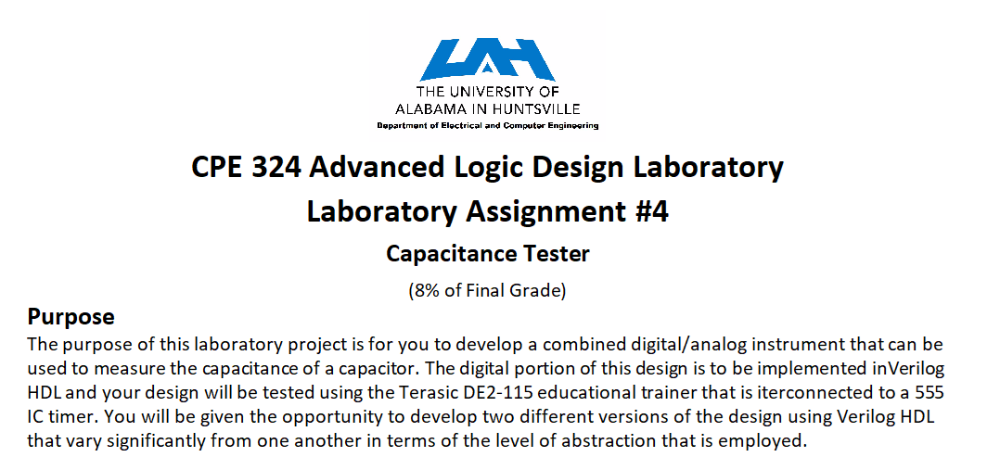 UAH
THE UNIVERSITY OF
ALABAMA IN HUNTSVILLE
Department of Electrical and Computer Engineering
CPE 324 Advanced Logic Design Laboratory
Laboratory Assignment #4
Capacitance Tester
(8% of Final Grade)
Purpose
The purpose of this laboratory project is for you to develop a combined digital/analog instrument that can be
used to measure the capacitance of a capacitor. The digital portion of this design is to be implemented inVerilog
HDL and your design will be tested using the Terasic DE2-115 educational trainer that is iterconnected to a 555
IC timer. You will be given the opportunity to develop two different versions of the design using Verilog HDL
that vary significantly from one another in terms of the level of abstraction that is employed.